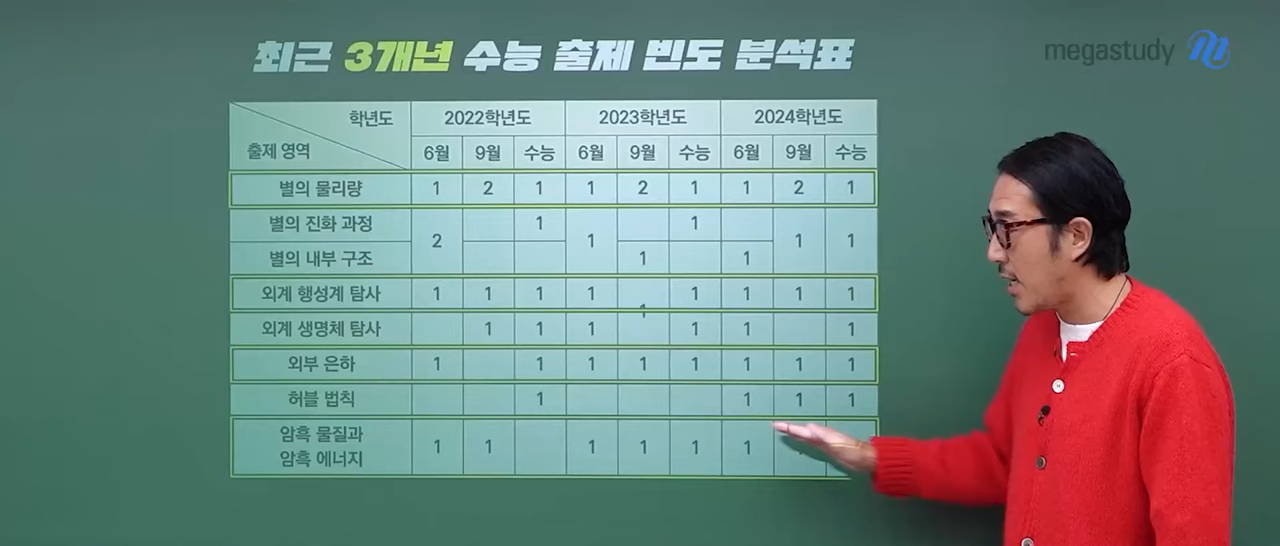 최근 3개년 수능 출제 빈도 분석표
megastudy
학년도 2022학년도 2023학년도 2024학년도
출제 영역 6월 9월 수능 6월 9월 수능 6월 9월 수능
별의 물리량 1 2 1 1 2 1 1 2 1
별의 진화 과정 1 1
2 1 1 1
별의 내부 구조 1 1
외계 행성계 탐사 1 1 1 1 1 1 1 1
1
외계 생명체 탐사 1 1 1 1 1 1
외부 은하 1 1 1 1 1 1 1 1
허블 법칙 1 1 1 1
암흑 물질과
암흑 에너지 1 1 1 1 1 1